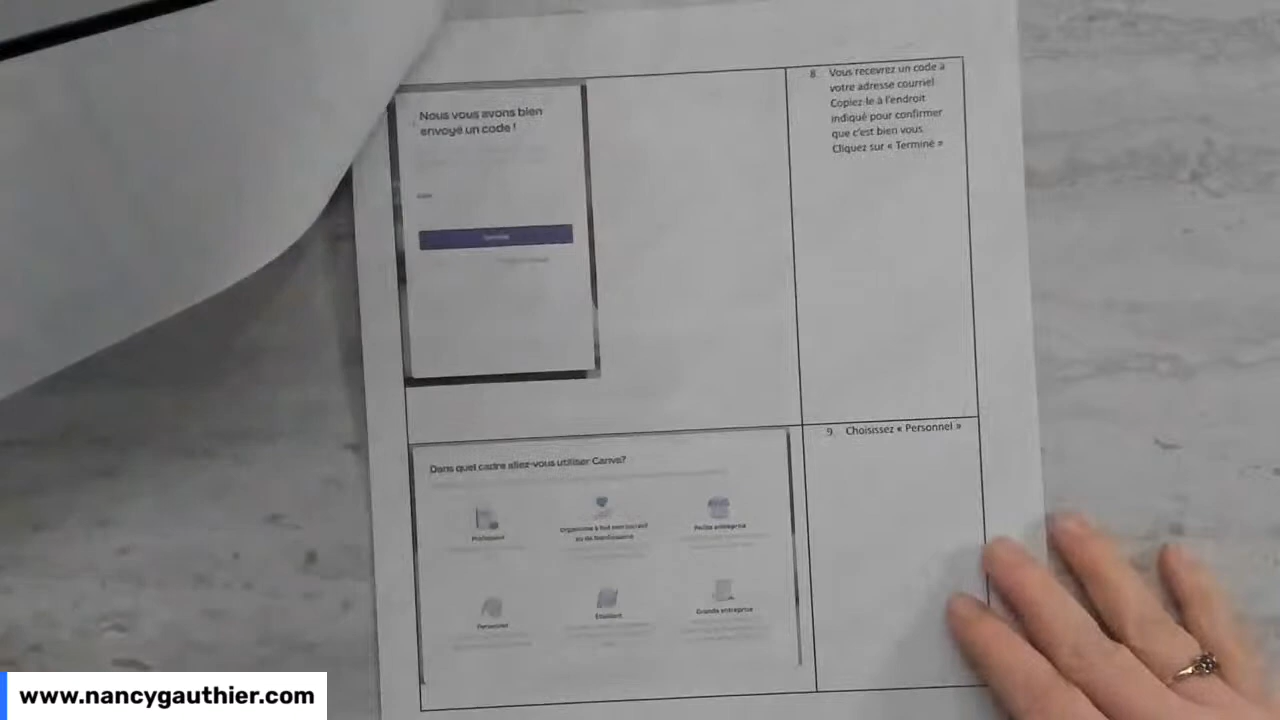 Nous vous avons bien
envoyé un code !
8. Vous recevrez un code à
votre adresse courriel
Copiez-le à l'endroit
indiqué pour confirmer
que c'est bien vous
Cliquez sur « Terminé »
Dans quel cadre allez-vous utiliser Canva?
Professeur
Organisme à but non lucratif
ou de bienfaisance
Petite entreprise
Personnel
Étudiant
Grande entreprise
9. Choisissez « Personnel »
www.nancygauthier.com